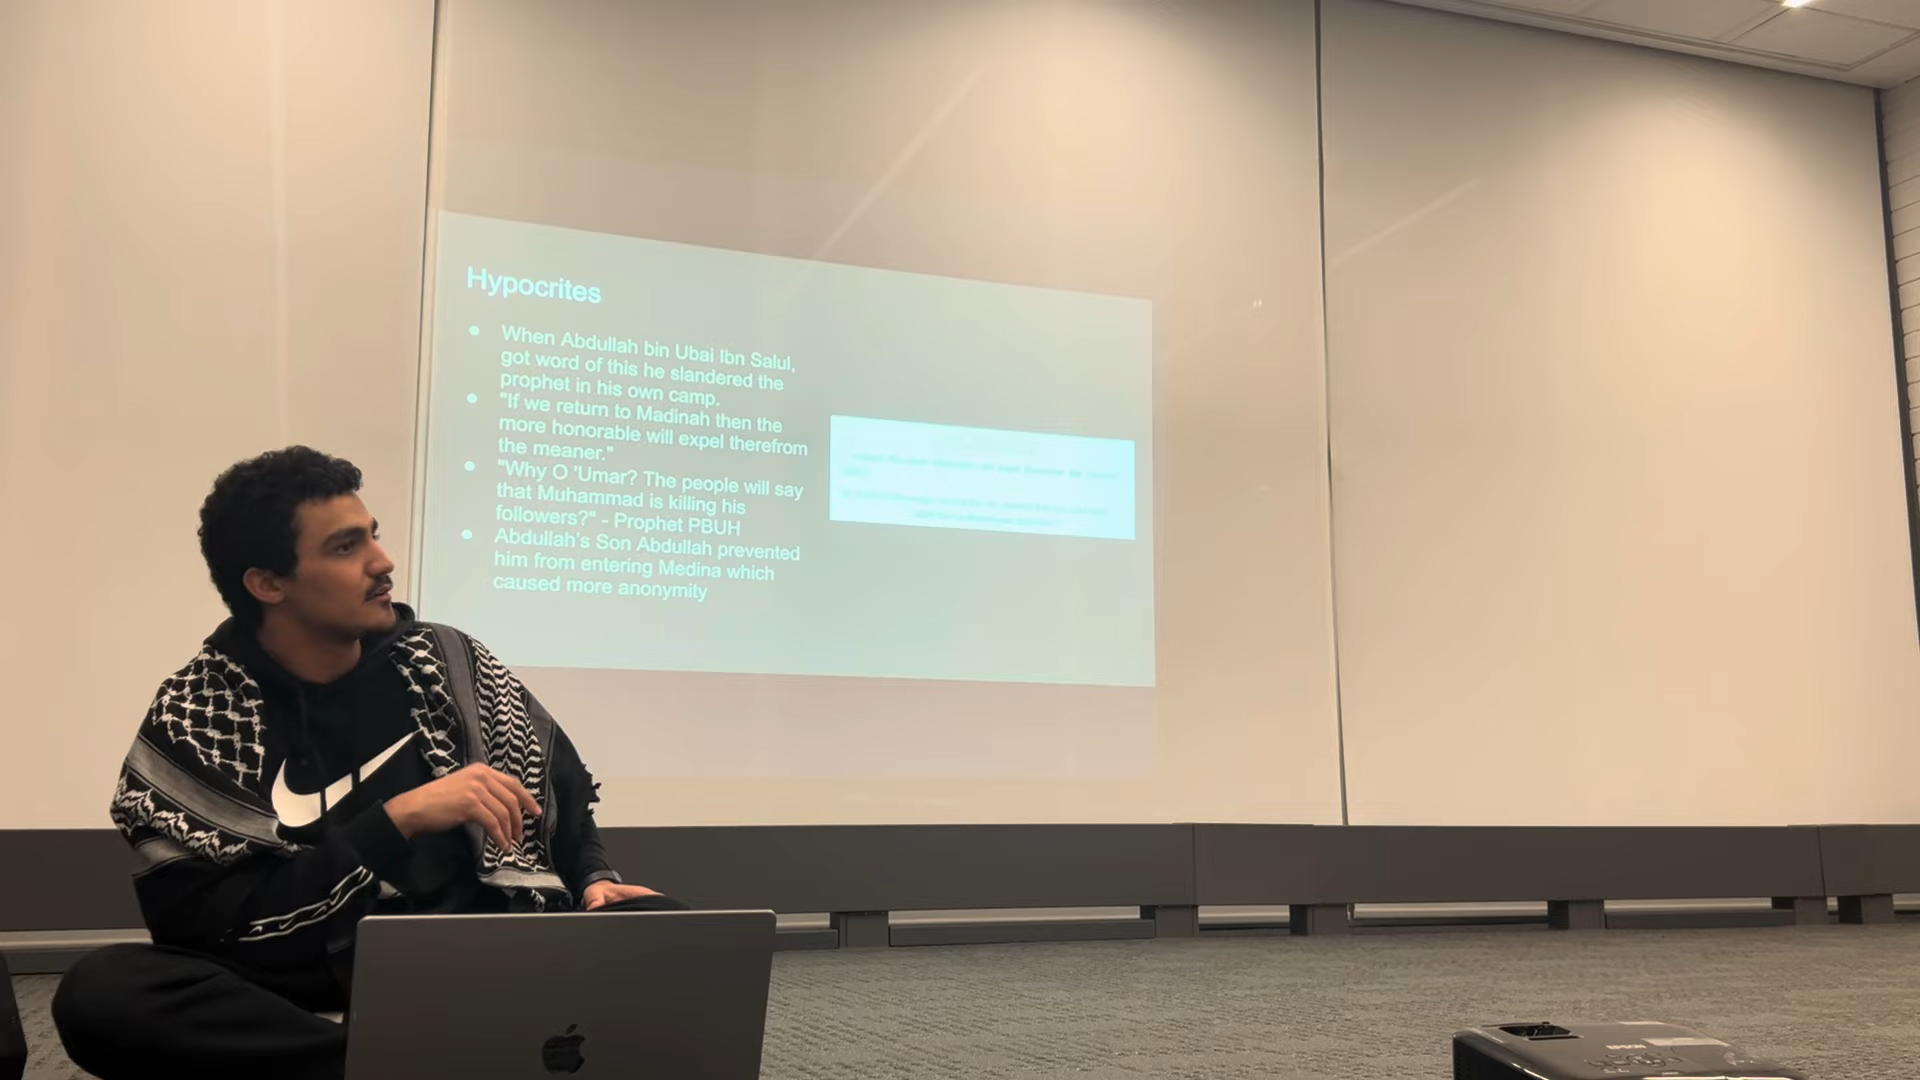 Hypocrites
● When Abdullah bin Ubai Ibn Salul,
got word of this he slandered the
prophet in his own camp.
● "If we return to Madinah then the
more honorable will expel therefrom
the meaner."
● "Why O 'Umar? The people will say
that Muhammad is killing his
followers?" - Prophet PBUH
● Abdullah's Son Abdullah prevented
him from entering Medina which
caused more anonymity
EPSON